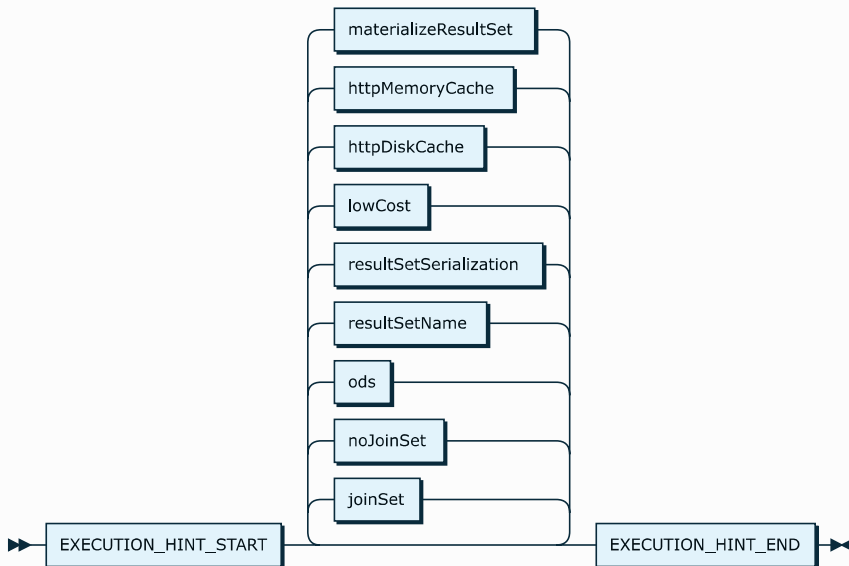 materializeResultSet
httpMemoryCache
httpDiskCache
lowCost
resultSetSerialization
resultSetName
ods
noJoinSet
joinSet
EXECUTION_HINT_START
EXECUTION_HINT_END